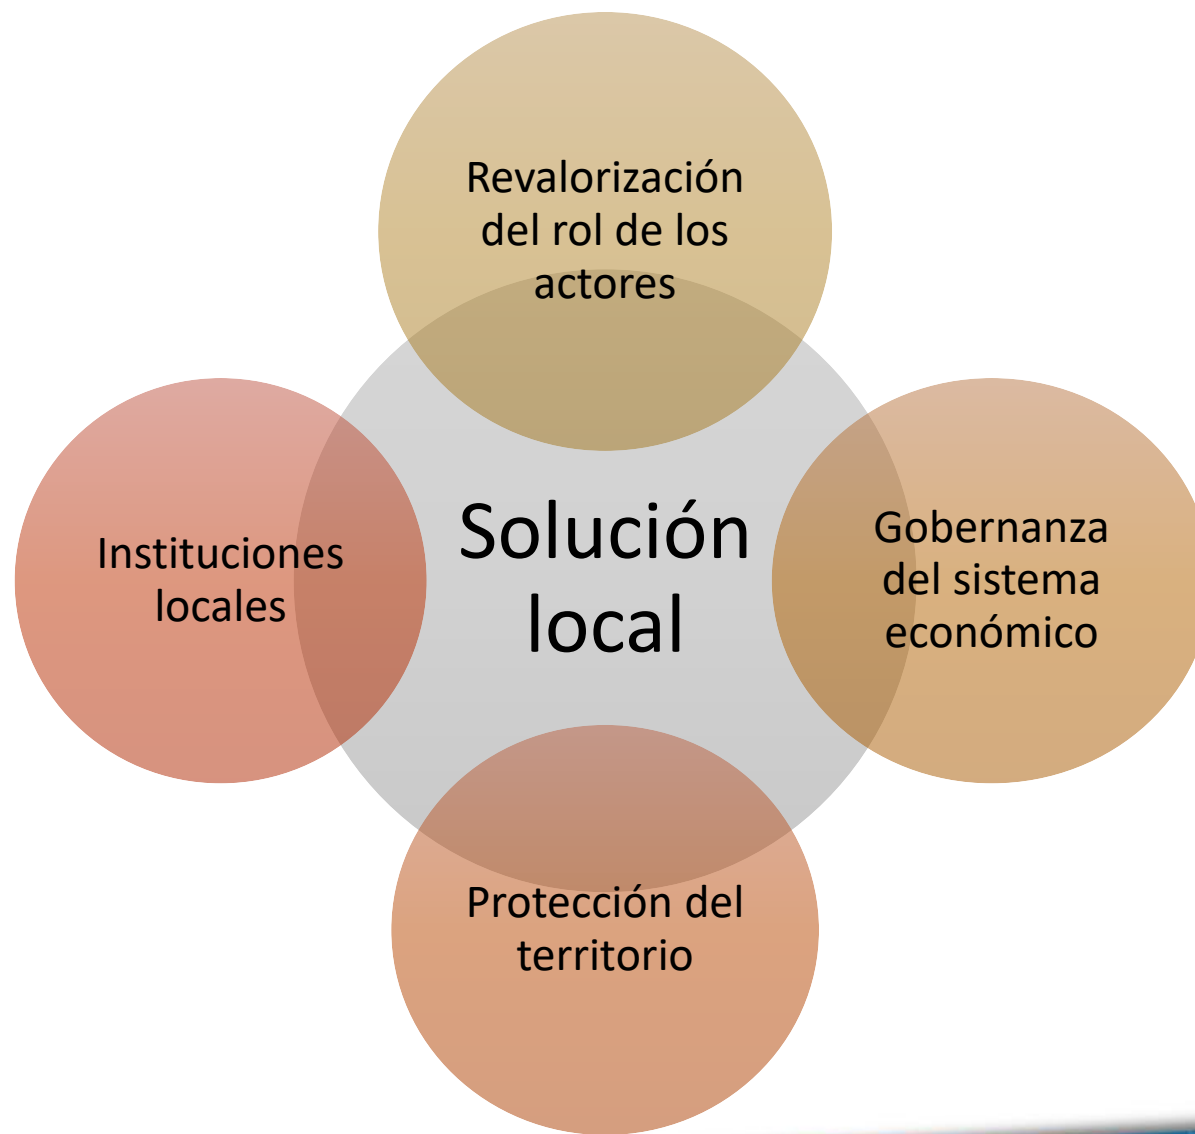 Revalorización
del rol de los
actores
Instituciones
locales
Solución
local
Gobernanza
del sistema
económico
Protección del
territorio